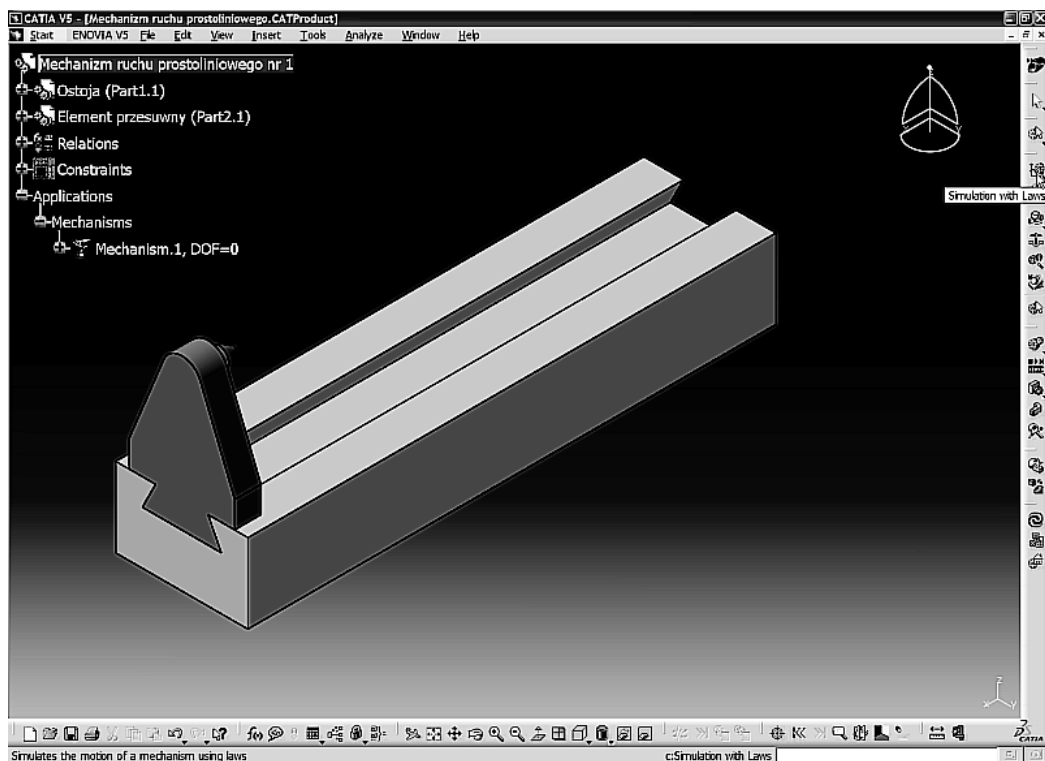 CATIA V5 - [Mechanizm ruchu prostoliniowego.CATProduct]
Start ENOVIA V5 File Edit View Insert Tools Analyze Window Help
Mechanizm ruchu prostoliniowego nr 1
Ostoja (Part1.1)
Element przesuwny (Part2.1)
Relations
Constraints
Applications
Mechanisms
Mechanism.1, DOF=0
Simulation with Laws
z
x y
CATIA
Simulates the motion of a mechanism using laws c:Simulation with Laws